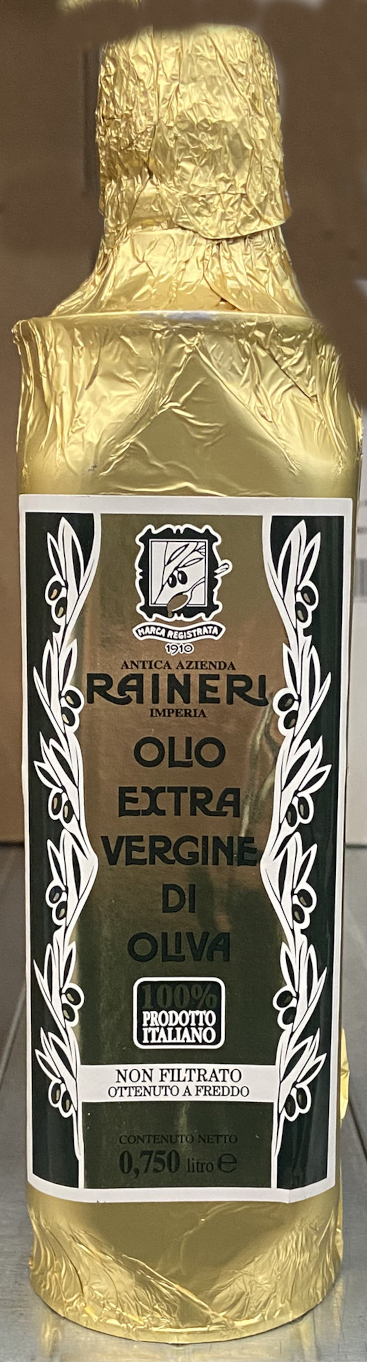 MARCA REGISTRATA
1910
ANTICA AZIENDA
RAINERI
IMPERIA
OLIO
EXTRA
VERGINE
DI
OLIVA
100%
PRODOTTO
ITALIANO
NON FILTRATO
OTTENUTO A FREDDO
CONTENUTO NETTO
0,750 litro ℮